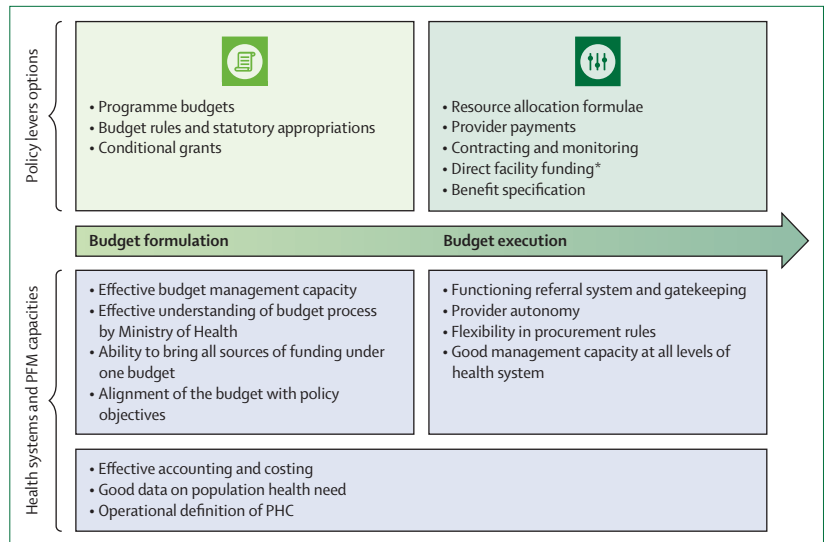 Policy levers options
• Programme budgets
• Budget rules and statutory appropriations
• Conditional grants
• Resource allocation formulae
• Provider payments
• Contracting and monitoring
• Direct facility funding*
• Benefit specification
Budget formulation
Budget execution
Health systems and PFM capacities
• Effective budget management capacity
• Effective understanding of budget process
by Ministry of Health
• Ability to bring all sources of funding under
one budget
• Alignment of the budget with policy
objectives
• Functioning referral system and gatekeeping
• Provider autonomy
• Flexibility in procurement rules
• Good management capacity at all levels of
health system
• Effective accounting and costing
• Good data on population health need
• Operational definition of PHC